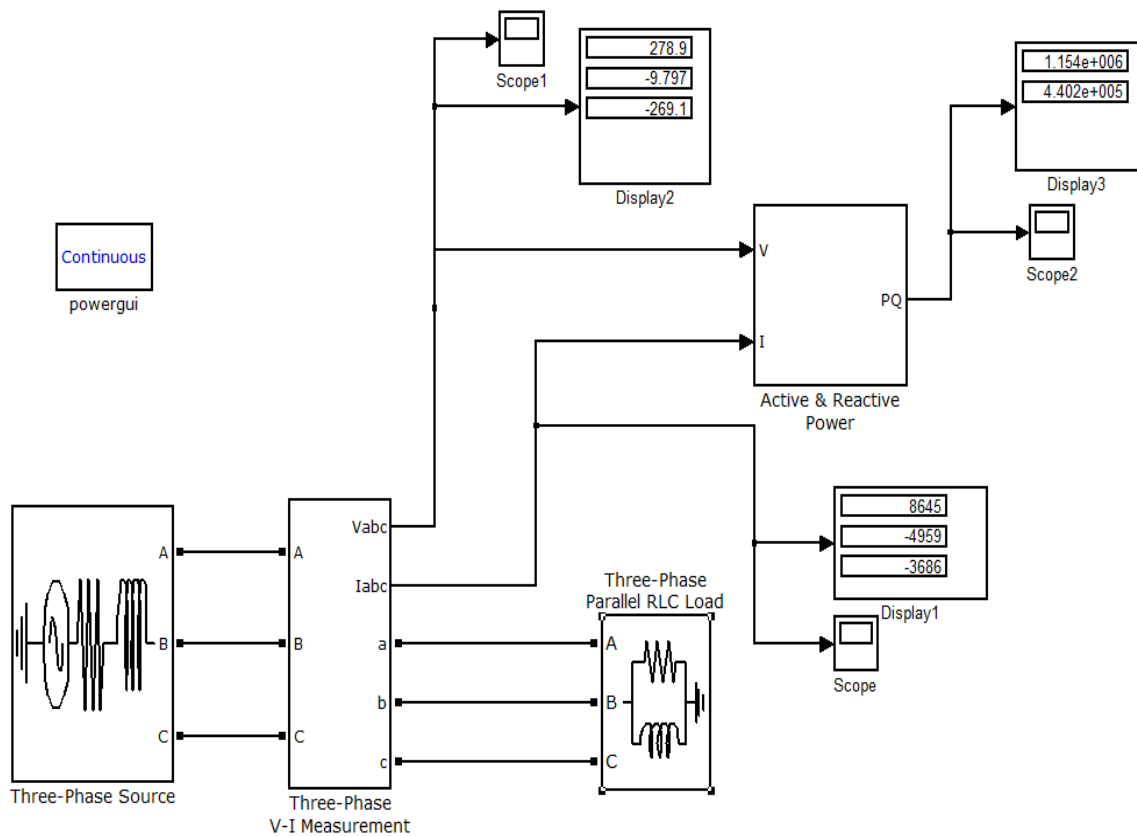 Scope1
278.9
-9.797
-269.1
Display2
1.154e+006
4.402e+005
Display3
Scope2
Continuous
powergui
V
I
PQ
Active & Reactive
Power
8645
-4959
-3686
Display1
Scope
A
B
C
Three-Phase Source
A
B
C
Vabc
Iabc
a
b
c
Three-Phase
V-I Measurement
Three-Phase
Parallel RLC Load
A
B
C